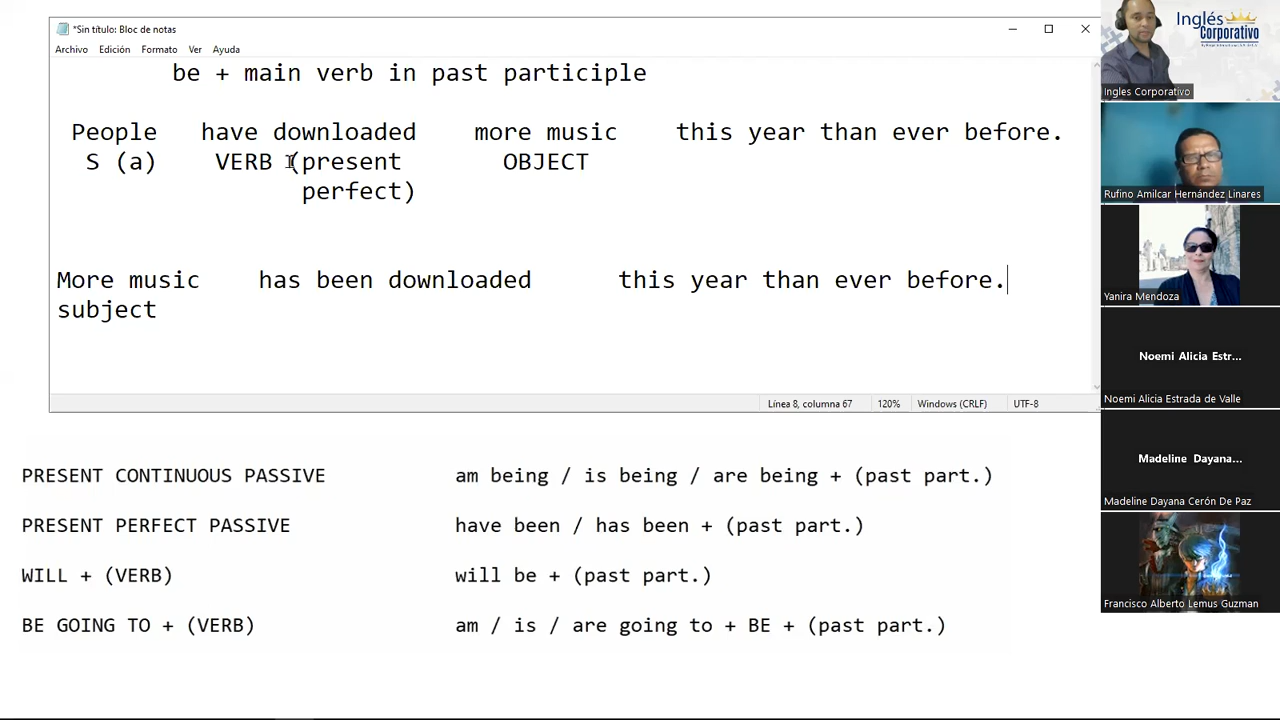 *Sin título: Bloc de notas
Archivo Edición Formato Ver Ayuda
be + main verb in past participle
People have downloaded more music this year than ever before.
S (a) VERB (present OBJECT
perfect)
More music has been downloaded this year than ever before.
subject
Línea 8, columna 67 120% Windows (CRLF) UTF-8
PRESENT CONTINUOUS PASSIVE am being / is being / are being + (past part.)
PRESENT PERFECT PASSIVE have been / has been + (past part.)
WILL + (VERB) will be + (past part.)
BE GOING TO + (VERB) am / is / are going to + BE + (past part.)
Inglés
Corporativo
Ingles Corporativo
Rufino Amilcar Hernández Linares
Yanira Mendoza
Noemi Alicia Estr...
Noemi Alicia Estrada de Valle
Madeline Dayana...
Madeline Dayana Cerón De Paz
Francisco Alberto Lemus Guzman